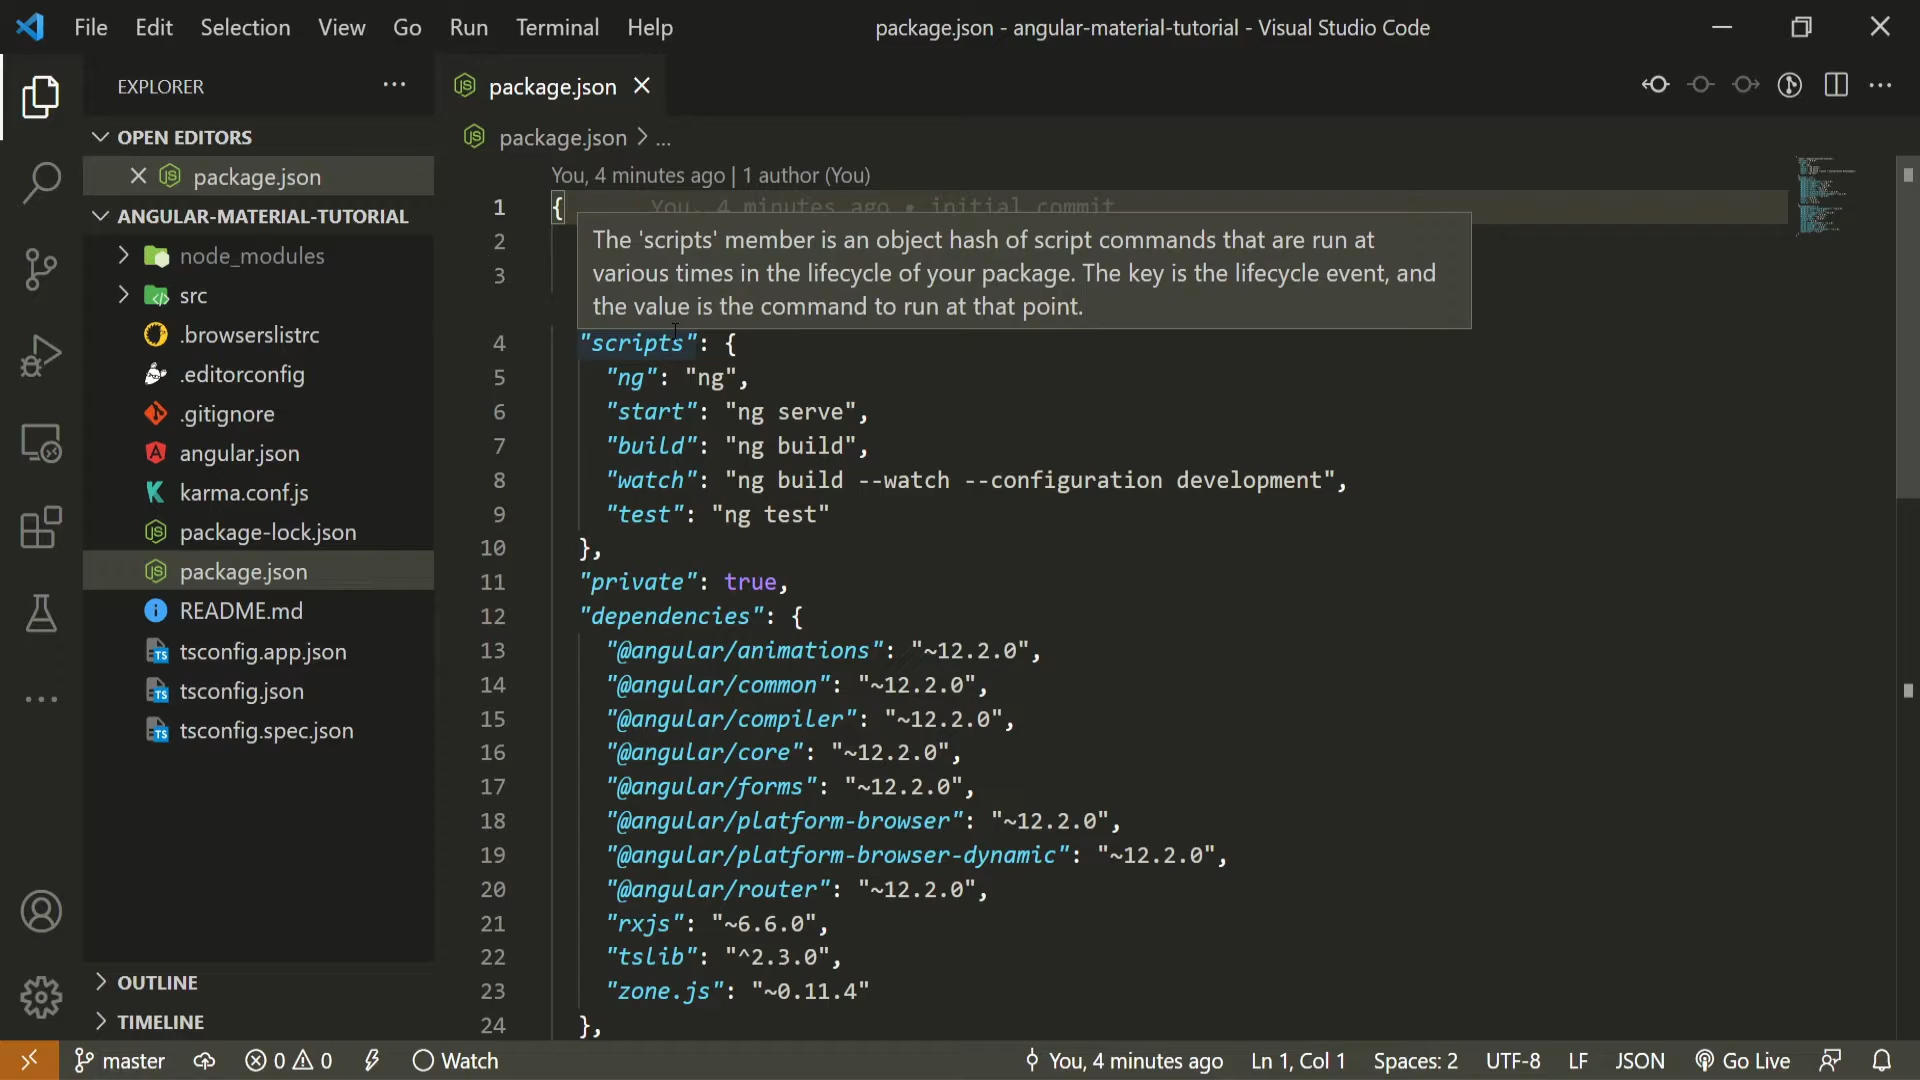 File Edit Selection View Go Run Terminal Help
package.json - angular-material-tutorial - Visual Studio Code
EXPLORER
OPEN EDITORS
package.json
ANGULAR-MATERIAL-TUTORIAL
node_modules
src
.browserslistrc
.editorconfig
.gitignore
angular.json
karma.conf.js
package-lock.json
package.json
README.md
tsconfig.app.json
tsconfig.json
tsconfig.spec.json
OUTLINE
TIMELINE
package.json
package.json > ...
You, 4 minutes ago | 1 author (You)
1 { You, 4 minutes ago • initial commit
2
3
The 'scripts' member is an object hash of script commands that are run at
various times in the lifecycle of your package. The key is the lifecycle event, and
the value is the command to run at that point.
4 "scripts": {
5 "ng": "ng",
6 "start": "ng serve",
7 "build": "ng build",
8 "watch": "ng build --watch --configuration development",
9 "test": "ng test"
10 },
11 "private": true,
12 "dependencies": {
13 "@angular/animations": "~12.2.0",
14 "@angular/common": "~12.2.0",
15 "@angular/compiler": "~12.2.0",
16 "@angular/core": "~12.2.0",
17 "@angular/forms": "~12.2.0",
18 "@angular/platform-browser": "~12.2.0",
19 "@angular/platform-browser-dynamic": "~12.2.0",
20 "@angular/router": "~12.2.0",
21 "rxjs": "~6.6.0",
22 "tslib": "^2.3.0",
23 "zone.js": "~0.11.4"
24 },
master 0 0 Watch You, 4 minutes ago Ln 1, Col 1 Spaces: 2 UTF-8 LF JSON Go Live